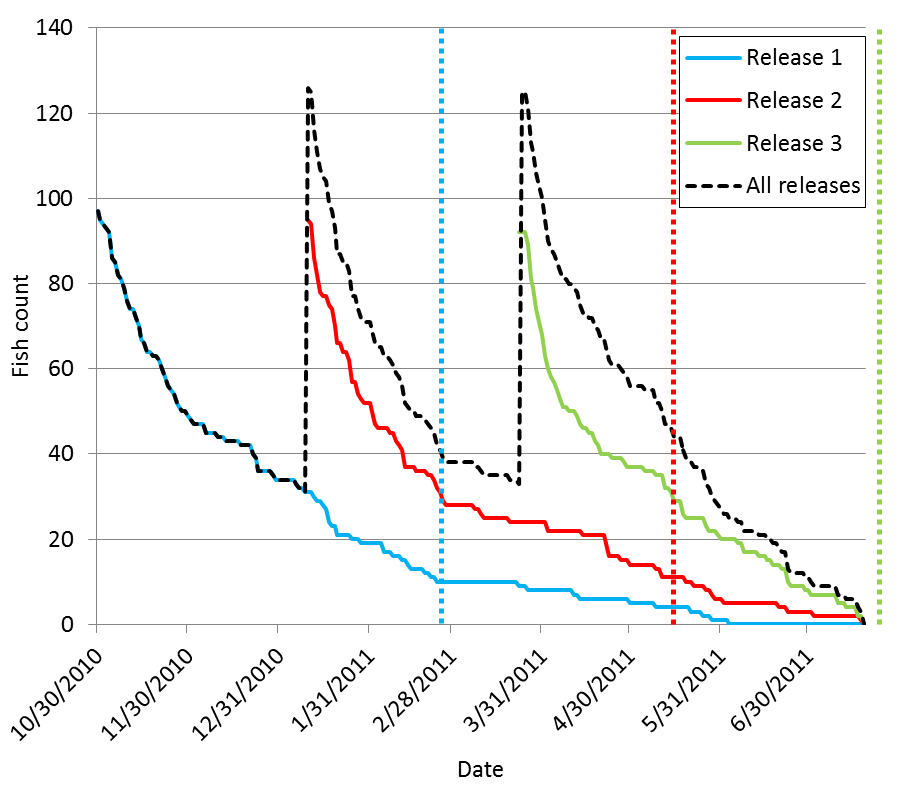 140
120
100
80
60
40
20
0
Fish count
Release 1
Release 2
Release 3
All releases
10/30/2010
11/30/2010
12/31/2010
1/31/2011
2/28/2011
3/31/2011
4/30/2011
5/31/2011
6/30/2011
Date